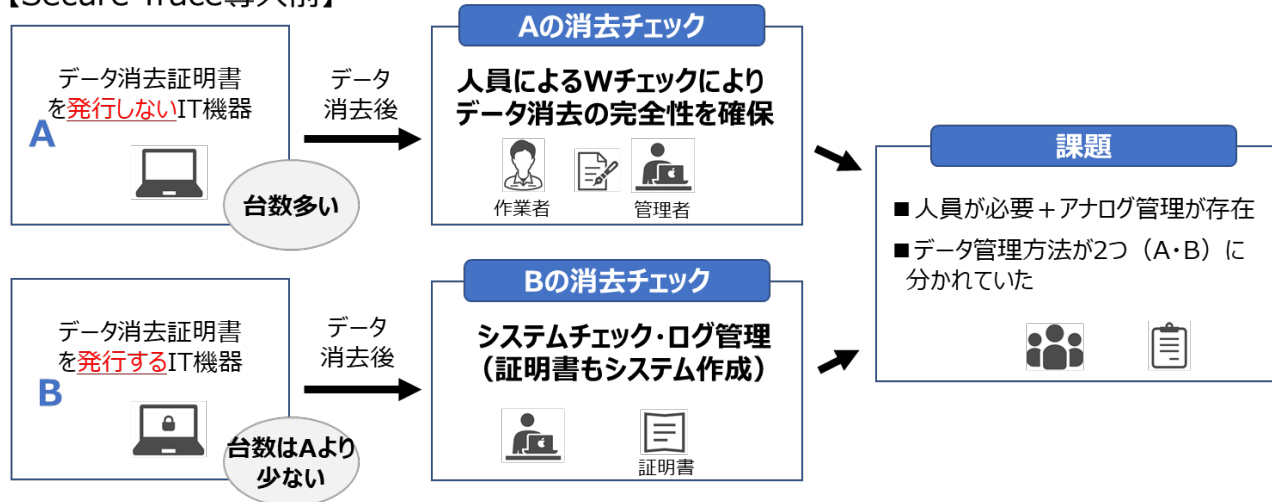 【Secure Trace導入前】
データ消去証明書
を発行しないIT機器
A
台数多い
データ
消去後
Aの消去チェック
人員によるWチェックにより
データ消去の完全性を確保
作業者
管理者
データ消去証明書
を発行するIT機器
B
台数はAより
少ない
データ
消去後
Bの消去チェック
システムチェック・ログ管理
（証明書もシステム作成）
証明書
課題
■人員が必要＋アナログ管理が存在
■データ管理方法が2つ（A・B）に
分かれていた